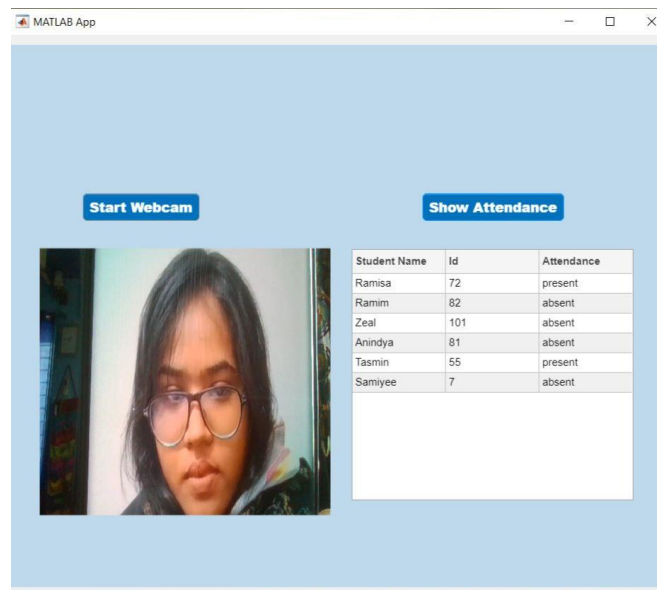 MATLAB App
Start Webcam
Show Attendance
Student Name Id Attendance
Ramisa 72 present
Ramim 82 absent
Zeal 101 absent
Anindya 81 absent
Tasmin 55 present
Samiyee 7 absent